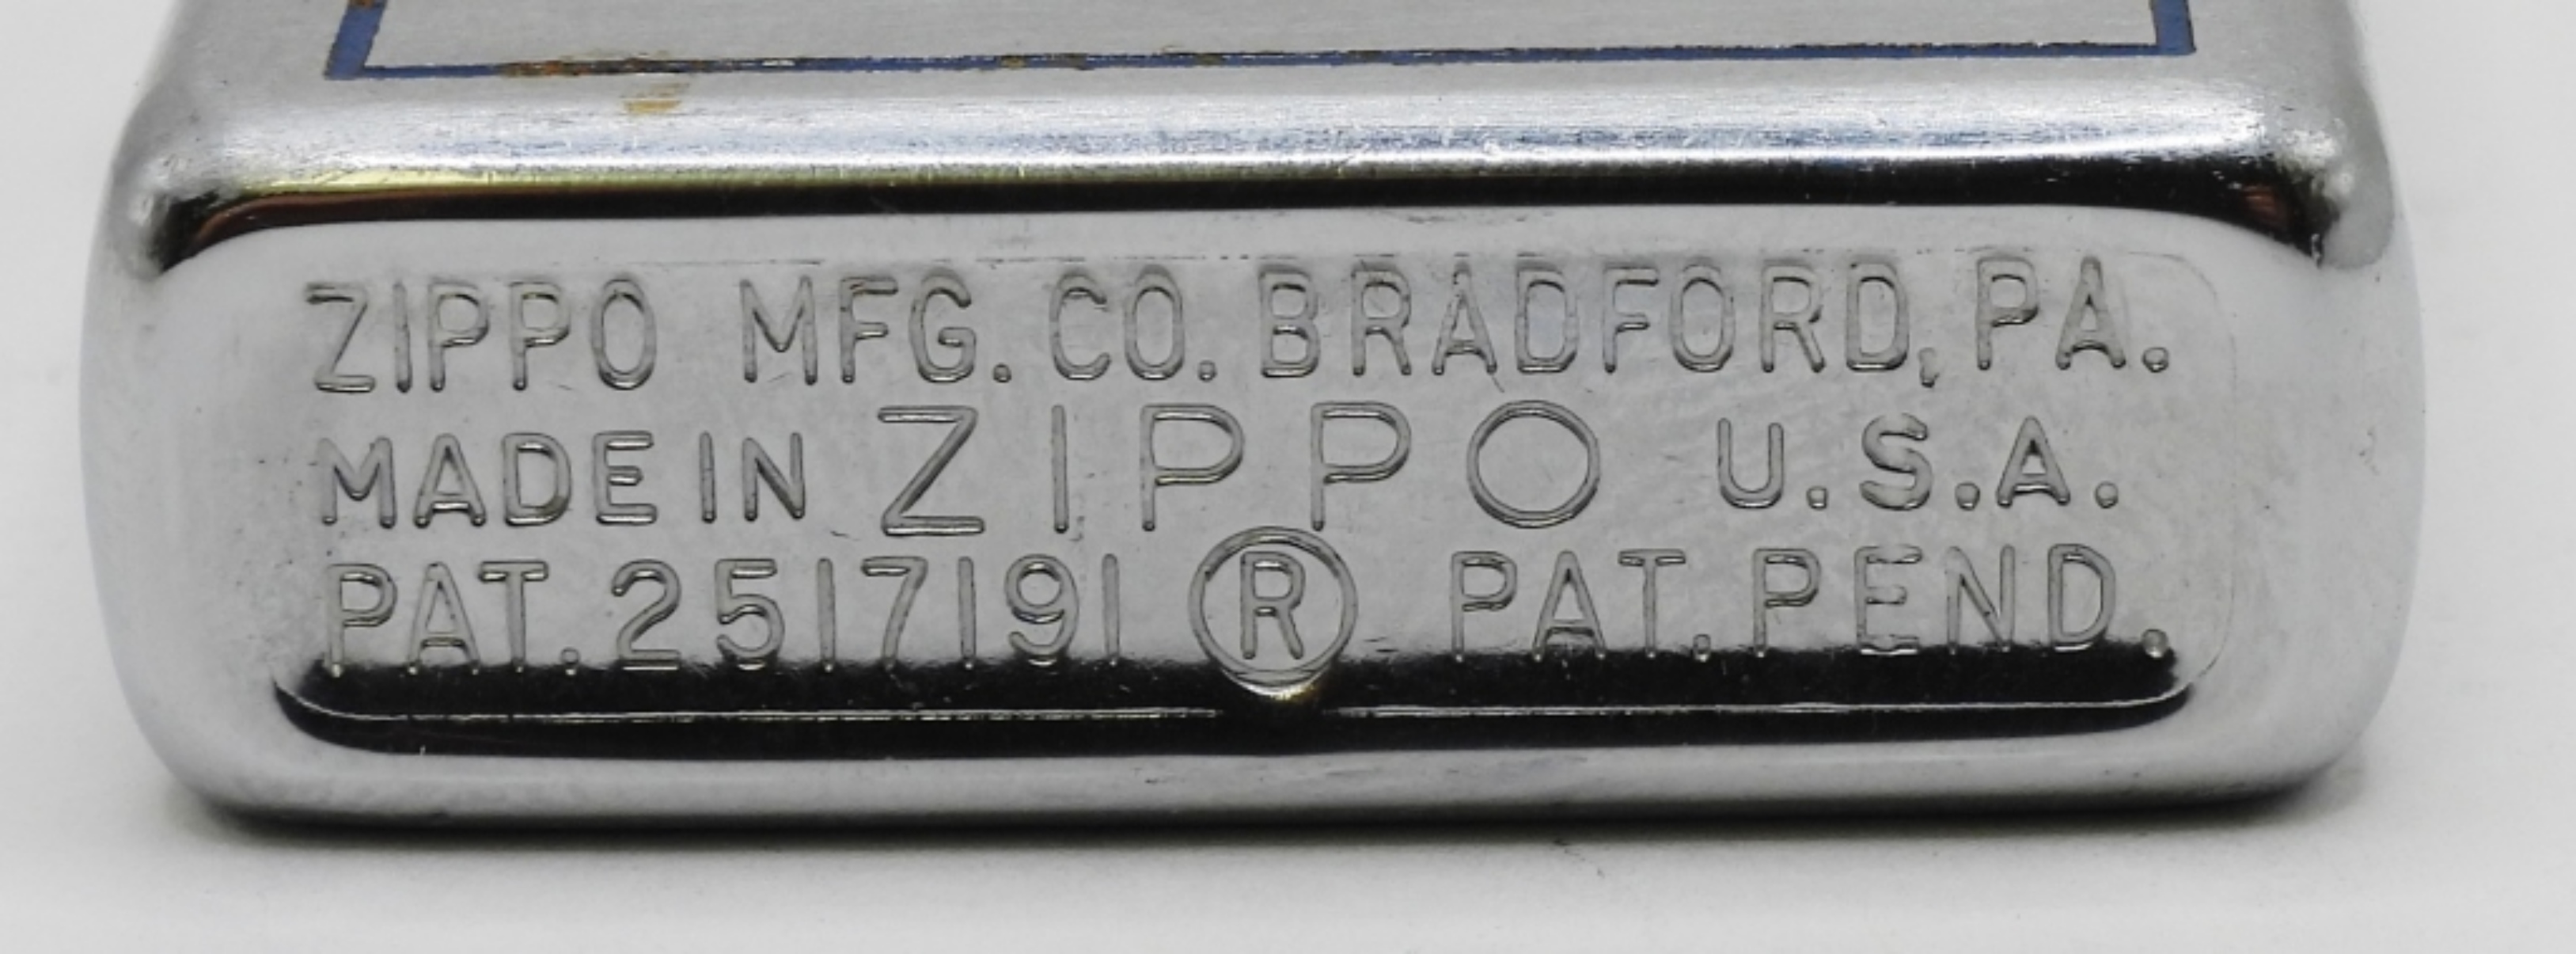 ZIPPO MFG. CO. BRADFORD, PA.
MADE IN ZIPPO U.S.A.
PAT. 2517191 ® PAT. PEND.